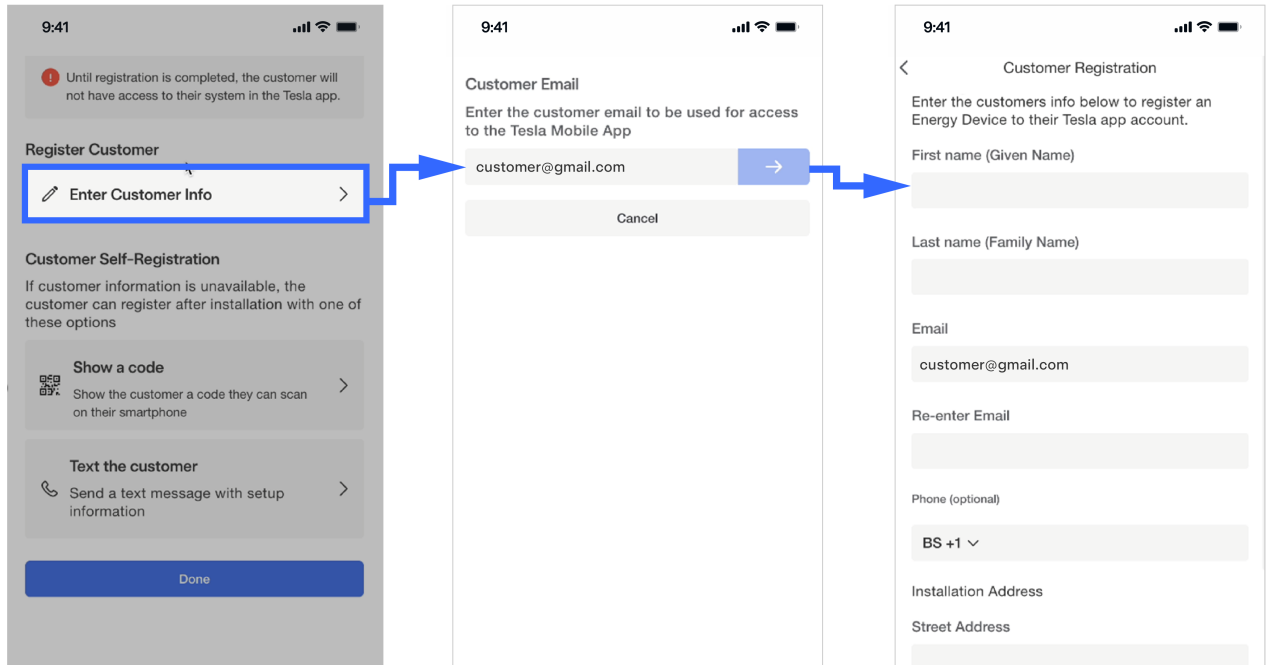 9:41
Until registration is completed, the customer will
not have access to their system in the Tesla app.
Register Customer
Enter Customer Info
Customer Self-Registration
If customer information is unavailable, the
customer can register after installation with one of
these options
Show a code
Show the customer a code they can scan
on their smartphone
Text the customer
Send a text message with setup
information
Done
9:41
Customer Email
Enter the customer email to be used for access
to the Tesla Mobile App
customer@gmail.com
Cancel
9:41
Customer Registration
Enter the customers info below to register an
Energy Device to their Tesla app account.
First name (Given Name)
Last name (Family Name)
Email
customer@gmail.com
Re-enter Email
Phone (optional)
BS +1
Installation Address
Street Address